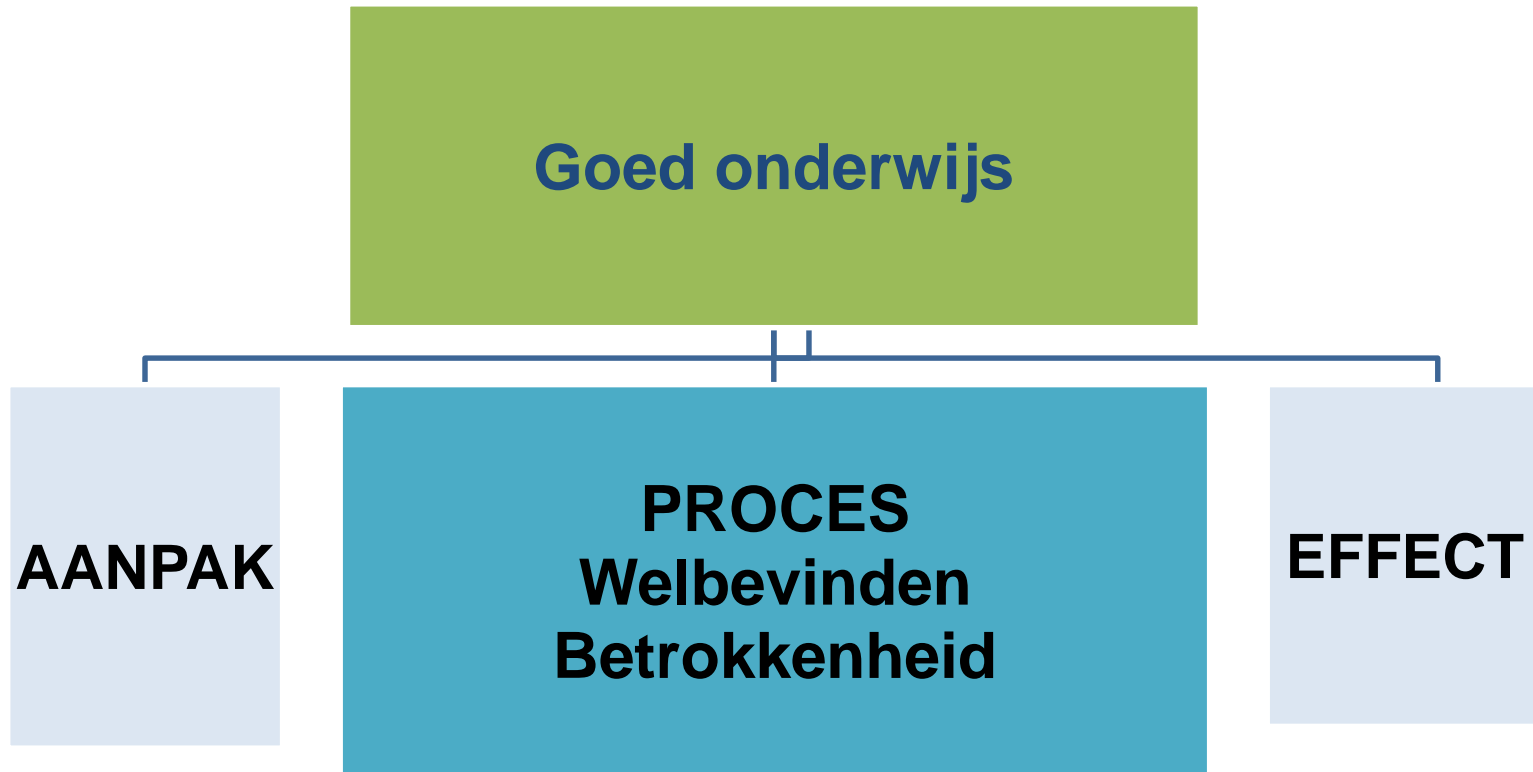 Goed onderwijs
AANPAK
PROCES
Welbevinden
Betrokkenheid
EFFECT